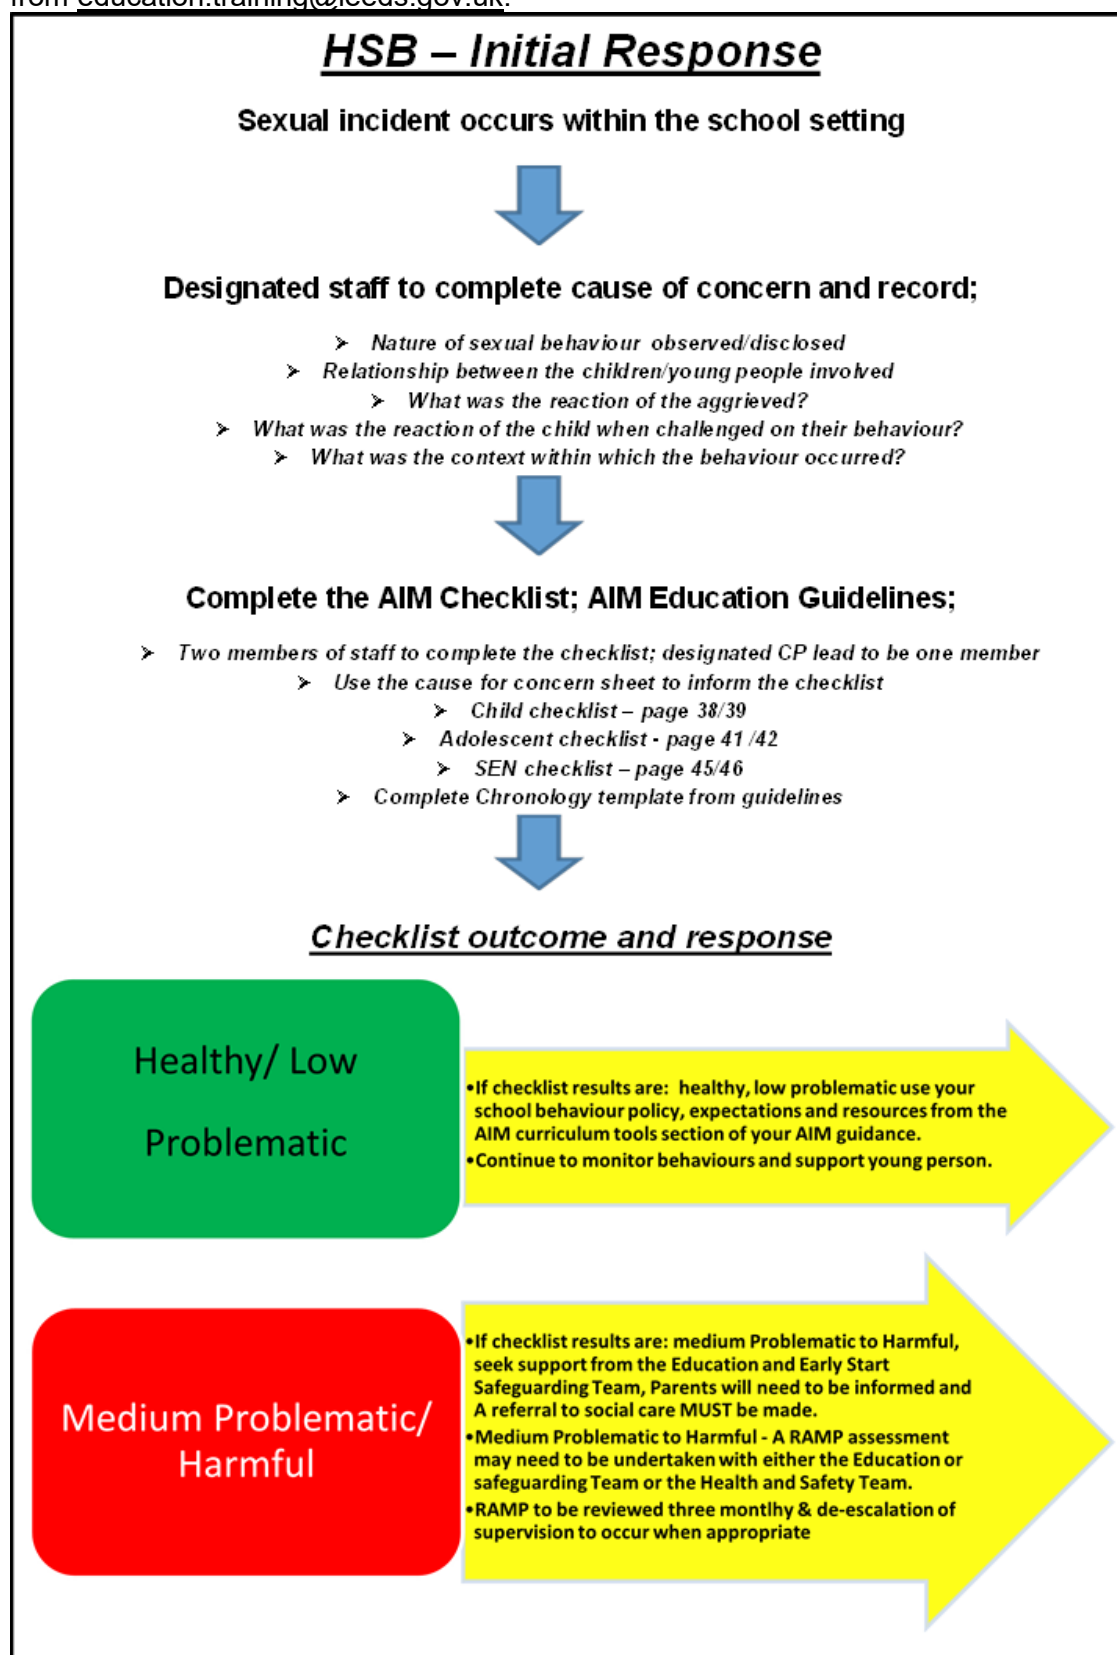 from education.training@leeds.gov.uk.
HSB – Initial Response
Sexual incident occurs within the school setting
Designated staff to complete cause of concern and record;
➢ Nature of sexual behaviour observed/disclosed
➢ Relationship between the children/young people involved
➢ What was the reaction of the aggrieved?
➢ What was the reaction of the child when challenged on their behaviour?
➢ What was the context within which the behaviour occurred?
Complete the AIM Checklist; AIM Education Guidelines;
➢ Two members of staff to complete the checklist; designated CP lead to be one member
➢ Use the cause for concern sheet to inform the checklist
➢ Child checklist – page 38/39
➢ Adolescent checklist - page 41 /42
➢ SEN checklist – page 45/46
➢ Complete Chronology template from guidelines
Checklist outcome and response
Healthy/ Low
Problematic
•If checklist results are: healthy, low problematic use your
school behaviour policy, expectations and resources from the
AIM curriculum tools section of your AIM guidance.
•Continue to monitor behaviours and support young person.
Medium Problematic/
Harmful
•If checklist results are: medium Problematic to Harmful,
seek support from the Education and Early Start
Safeguarding Team, Parents will need to be informed and
A referral to social care MUST be made.
•Medium Problematic to Harmful - A RAMP assessment
may need to be undertaken with either the Education or
safeguarding Team or the Health and Safety Team.
•RAMP to be reviewed three montlhy & de-escalation of
supervision to occur when appropriate